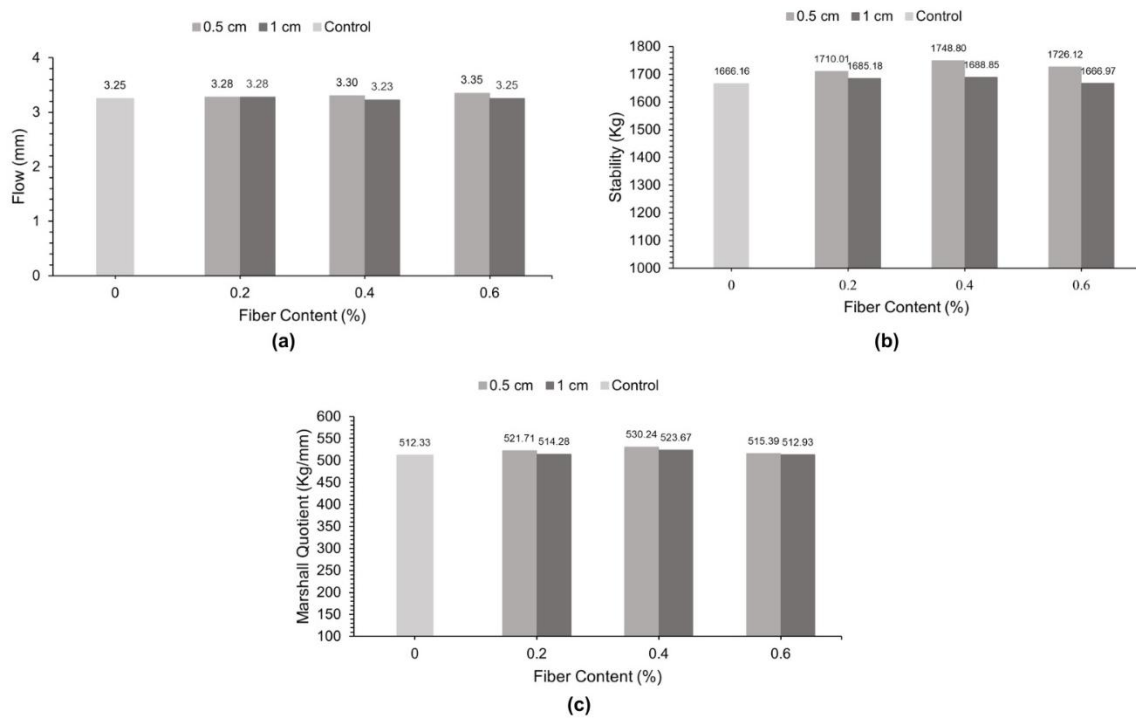 0.5 cm 1 cm Control
4
3
2
1
0
Flow (mm)
3.25 3.28 3.28 3.30 3.23 3.35 3.25
0 0.2 0.4 0.6
Fiber Content (%)
(a)
0.5 cm 1 cm Control
1800
1700
1600
1500
1400
1300
1200
1100
1000
Stability (Kg)
1666.16 1710.01 1685.18 1748.80 1688.85 1726.12 1666.97
0 0.2 0.4 0.6
Fiber Content (%)
(b)
0.5 cm 1 cm Control
600
550
500
450
400
350
300
250
200
150
100
Marshall Quotient (Kg/mm)
512.33 521.71 514.28 530.24 523.67 515.39 512.93
0 0.2 0.4 0.6
Fiber Content (%)
(c)